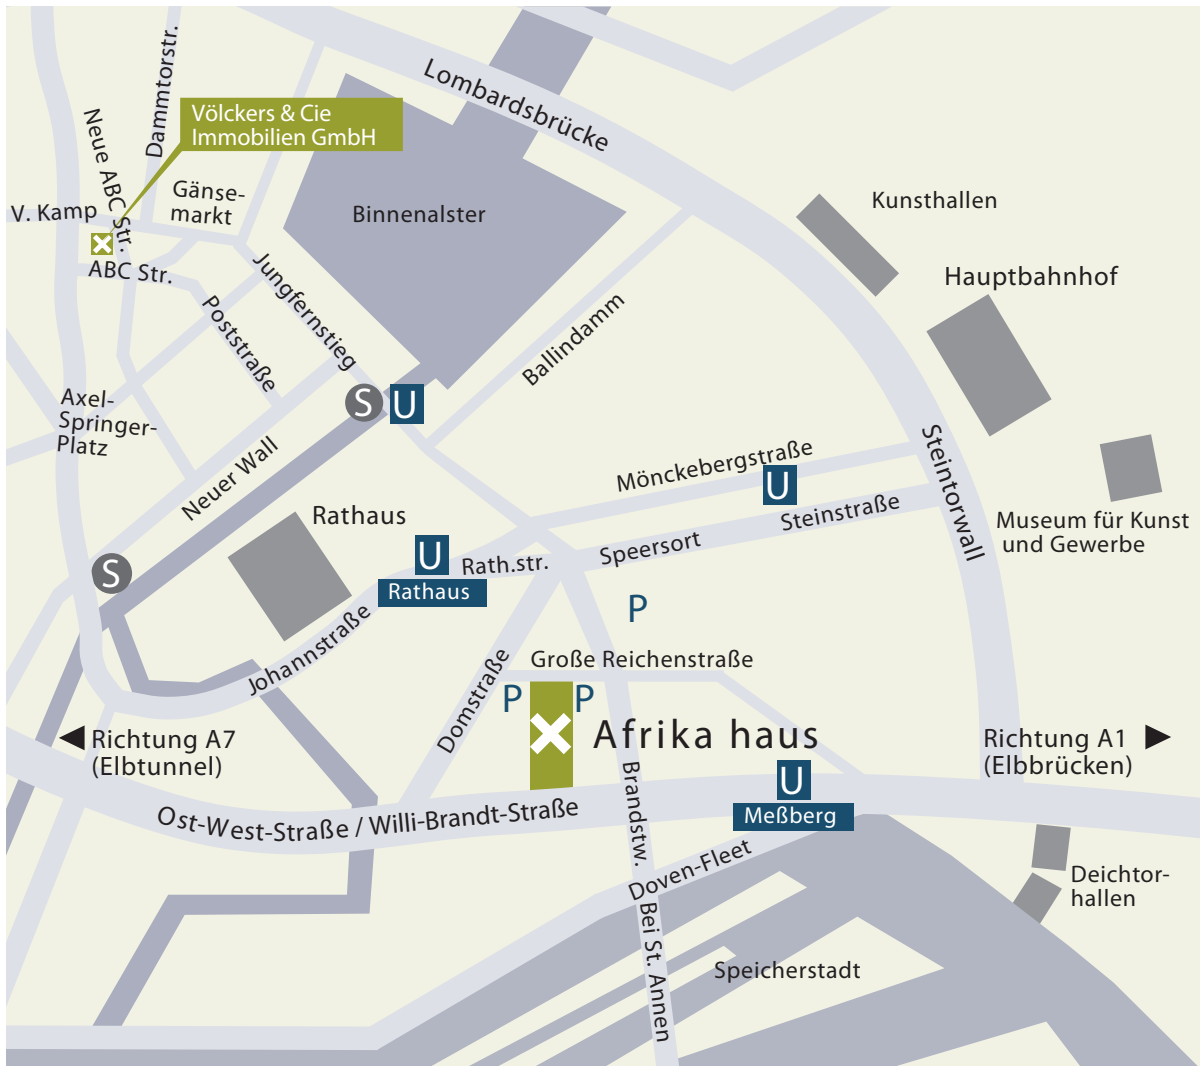 Lombardsbrücke
Dammtorstr.
Völckers & Cie
Immobilien GmbH
Neue ABC Str.
Gänse-
markt
V. Kamp
Binnenalster
Kunsthallen
ABC Str.
Jungfernstieg
Hauptbahnhof
Poststraße
Ballindamm
Axel-
Springer-
Platz
S
U
Neuer Wall
Mönckebergstraße
U
Steinstraße
Steintorwall
Museum für Kunst
und Gewerbe
Rathaus
S
U
Rathaus
Rath.str.
Speersort
P
Johannstraße
Domstraße
Große Reichenstraße
P
P
Afrika haus
Richtung A7
(Elbtunnel)
Richtung A1
(Elbbrücken)
Brandstw.
U
Meßberg
Ost-West-Straße / Willi-Brandt-Straße
Doven-Fleet
Deichtor-
hallen
Bei St. Annen
Speicherstadt